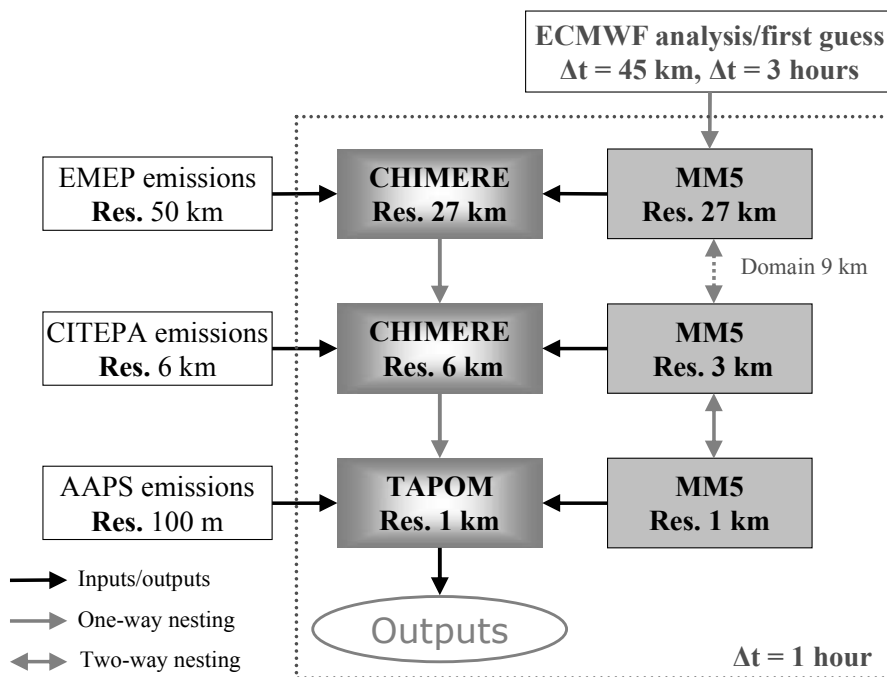 ECMWF analysis/first guess
Δt = 45 km, Δt = 3 hours
EMEP emissions
Res. 50 km
CHIMERE
Res. 27 km
MM5
Res. 27 km
Domain 9 km
CITEPA emissions
Res. 6 km
CHIMERE
Res. 6 km
MM5
Res. 3 km
AAPS emissions
Res. 100 m
TAPOM
Res. 1 km
MM5
Res. 1 km
Inputs/outputs
One-way nesting
Two-way nesting
Outputs
Δt = 1 hour